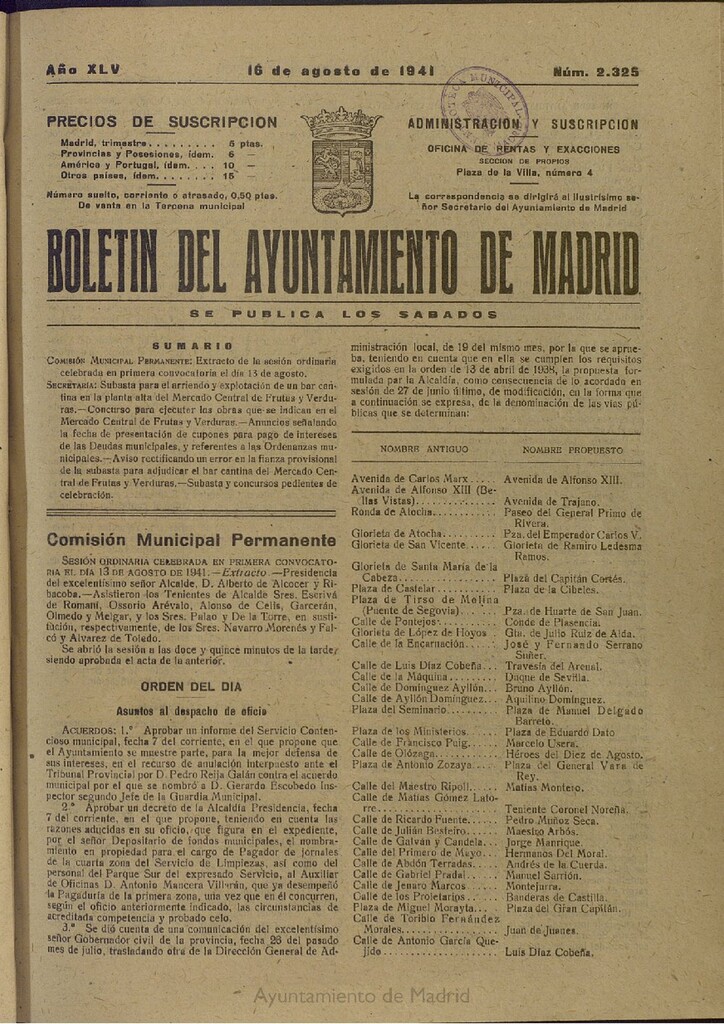 Año XLV
16 de agosto de 1941
Núm. 2.325
PRECIOS DE SUSCRIPCION
Madrid, trimestre......... 6 ptas.
Provincias y Posesiones, ídem. 6 —
América y Portugal, ídem.... 10 —
Otros países, ídem........ 15 —
Número suelto, corriente o atrasado, 0,50 ptas.
De venta en la Tercena municipal
ADMINISTRACION Y SUSCRIPCION
OFICINA DE RENTAS Y EXACCIONES
SECCION DE PROPIOS
Plaza de la Villa, número 4
La correspondencia se dirigirá al ilustrísimo se-
ñor Secretario del Ayuntamiento de Madrid
BOLETIN DEL AYUNTAMIENTO DE MADRID
SE PUBLICA LOS SABADOS
SUMARIO
COMISIÓN MUNICIPAL PERMANENTE: Extracto de la sesión ordinaria
celebrada en primera convocatoria el día 13 de agosto.
SECRETARÍA: Subasta para el arriendo y explotación de un bar can-
tina en la planta alta del Mercado Central de Frutas y Verdu-
ras.—Concurso para ejecutar las obras que se indican en el
Mercado Central de Frutas y Verduras.—Anuncios señalando
la fecha de presentación de cupones para pago de intereses
de las Deudas municipales, y referentes a las Ordenanzas mu-
nicipales.—Aviso rectificando un error en la fianza provisional
de la subasta para adjudicar el bar cantina del Mercado Cen-
tral de Frutas y Verduras.—Subasta y concursos pedientes de
celebración.
Comisión Municipal Permanente
SESIÓN ORDINARIA CELEBRADA EN PRIMERA CONVOCATO-
RIA EL DÍA 13 DE AGOSTO DE 1941.—Extracto.—Presidencia
del excelentísimo señor Alcalde, D. Alberto de Alcocer y Ri-
bacoba.—Asistieron los Tenientes de Alcalde Sres. Escrivá
de Romaní, Ossorio Arévalo, Alonso de Celis, Garcerán,
Olmedo y Melgar, y los Sres. Pulao y De la Torre, en susti-
tución, respectivamente, de los Sres. Navarro Morenés y Fal-
có y Alvarez de Toledo.
Se abrió la sesión a las doce y quince minutos de la tarde,
siendo aprobada el acta de la anterior.
ORDEN DEL DIA
Asuntos al despacho de oficio
ACUERDOS: 1.° Aprobar un informe del Servicio Conten-
cioso municipal, fecha 7 del corriente, en el que propone que
el Ayuntamiento se muestre parte, para la mejor defensa de
sus intereses, en el recurso de anulación interpuesto ante el
Tribunal Provincial por D. Pedro Reija Galán contra el acuerdo
municipal por el que se nombró a D. Gerardo Escobedo Ins-
pector segundo Jefe de la Guardia Municipal.
2.° Aprobar un decreto de la Alcaldía Presidencia, fecha
7 del corriente, en el que propone, teniendo en cuenta las
razones aducidas en su oficio, que figura en el expediente,
por el señor Depositario de fondos municipales, el nombra-
miento en propiedad para el cargo de Pagador de jornales
de la cuarta zona del Servicio de Limpiezas, así como del
personal del Parque Sur del expresado Servicio, al Auxiliar
de Oficinas D. Antonio Mancera Villarán, que ya desempeñó
la Pagaduría de la primera zona, una vez que en él concurren,
según el oficio anteriormente indicado, las circunstancias de
acreditada competencia y probado celo.
3.° Se dió cuenta de una comunicación del excelentísimo
señor Gobernador civil de la provincia, fecha 26 del pasado
mes de julio, trasladando otra de la Dirección General de Ad-
ministración local, de 19 del mismo mes, por la que se aprue-
ba, teniendo en cuenta que en ella se cumplen los requisitos
exigidos en la orden de 13 de abril de 1938, la propuesta for-
mulada por la Alcaldía, como consecuencia de lo acordado en
sesión de 27 de junio último, de modificación, en la forma que
a continuación se expresa, de la denominación de las vías pú-
blicas que se determinan:
NOMBRE ANTIGUO NOMBRE PROPUESTO
Avenida de Carlos Marx..... Avenida de Alfonso XIII.
Avenida de Alfonso XIII (Be-
llas Vistas)............ Avenida de Trajano.
Ronda de Atocha............ Paseo del General Primo de
Rivera.
Glorieta de Atocha......... Pza. del Emperador Carlos V.
Glorieta de San Vicente.... Glorieta de Ramiro Ledesma
Ramos.
Glorieta de Santa María de la
Cabeza.................. Plaza del Capitán Cortés.
Plaza de Castelar.......... Plaza de la Cibeles.
Plaza de Tirso de Molina
(Puente de Segovia)..... Pza. de Huarte de San Juan.
Calle de Pontejos.......... Conde de Plasencia.
Glorieta de López de Hoyos. Gta. de Julio Ruiz de Alda.
Calle de la Encarnación.... José y Fernando Serrano
Súñer.
Calle de Luis Díaz Cobeña... Travesía del Arenal.
Calle de la Máquina......... Duque de Sevilla.
Calle de Domínguez Ayllón.. Bruno Ayllón.
Calle de Ayllón Domínguez.. Aquilino Domínguez.
Plaza del Seminario......... Plaza de Manuel Delgado
Barreto.
Plaza de los Ministerios.... Plaza de Eduardo Dato
Calle de Francisco Puig.... Marcelo Usera.
Calle de Olózaga........... Héroes del Diez de Agosto.
Plaza de Antonio Zozaya.... Plaza del General Vara de
Rey.
Calle del Maestro Ripoll.... Matías Montero.
Calle de Matías Gómez Lato-
rre..................... Teniente Coronel Noreña.
Calle de Ricardo Fuente.... Pedro Muñoz Seca.
Calle de Julián Besteiro.... Maestro Arbós.
Calle de Galván y Candela... Jorge Manrique.
Calle del Primero de Mayo... Hermanos Del Moral.
Calle de Abdón Terradas.... Andrés de la Cuerda.
Calle de Gabriel Pradal.... Manuel Sarrión.
Calle de Jenaro Marcos..... Montejurra.
Calle de los Proletarios.... Banderas de Castilla.
Plaza de Miguel Morayta.... Plaza del Gran Capitán.
Calle de Toribio Fernández
Morales................. Juan de Juanes.
Calle de Antonio García Que-
jido.................... Luis Díaz Cobeña.
Ayuntamiento de Madrid